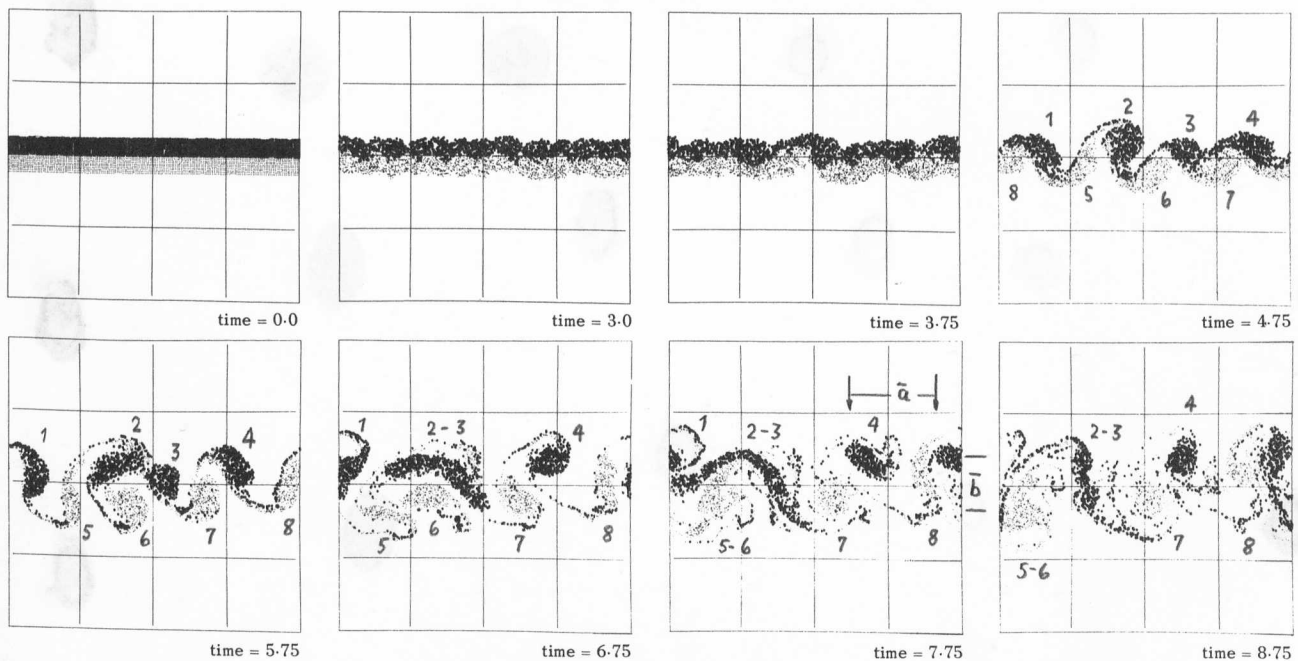 time = 0·0
time = 3·0
time = 3·75
1 2 3 4
8 5 6 7
time = 4·75
1 2 3 4
5 6 7 8
time = 5·75
1 2-3 4
5 6 7 8
time = 6·75
ā
1 2-3 4
b̄
5-6 7 8
time = 7·75
4
2-3
7 8
5-6
time = 8·75